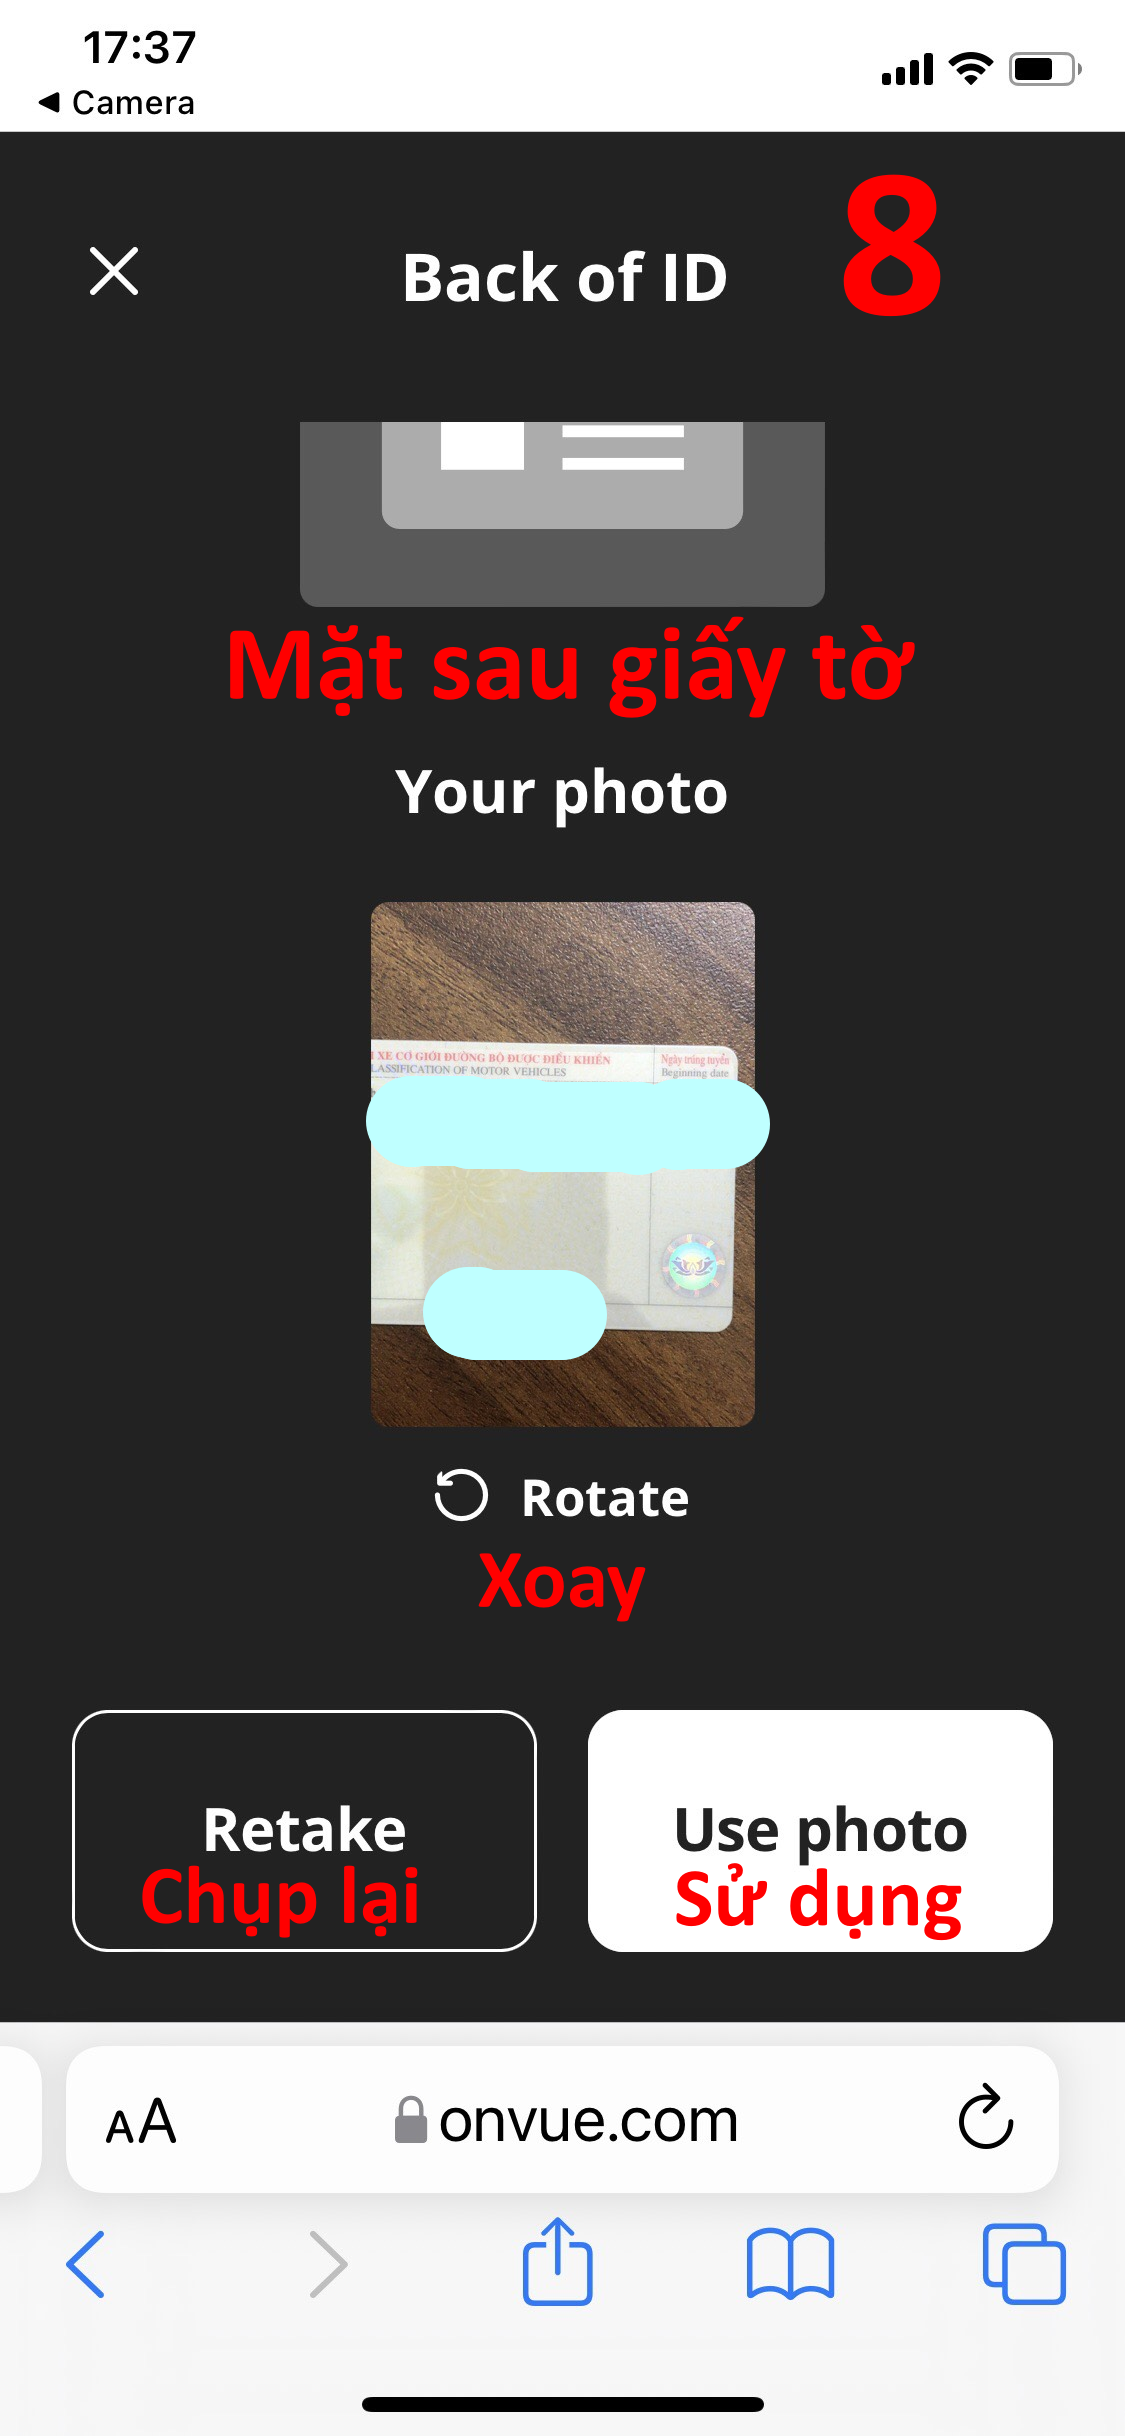 17:37
◀ Camera
Back of ID
8
Mặt sau giấy tờ
Your photo
XE CƠ GIỚI ĐƯỜNG BỘ ĐƯỢC ĐIỀU KHIỂN
LASSIFICATION OF MOTOR VEHICLES
Ngày trúng tuyển
Beginning date
Rotate
Xoay
Retake
Chụp lại
Use photo
Sử dụng
AA
onvue.com